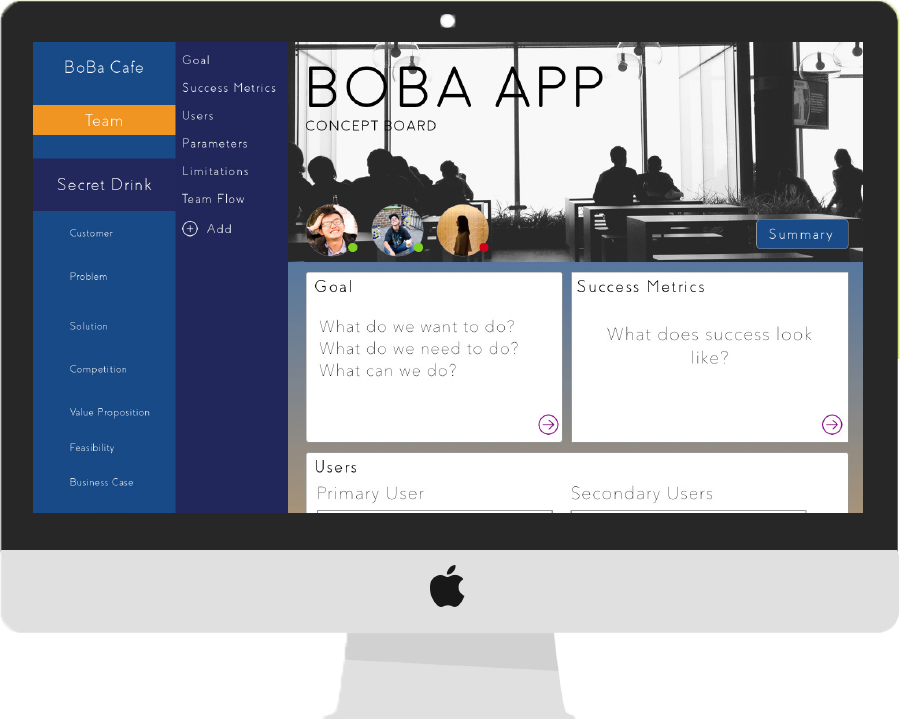 BoBa Cafe
Team
Secret Drink
Customer
Problem
Solution
Competition
Value Proposition
Feasibility
Business Case
Goal
Success Metrics
Users
Parameters
Limitations
Team Flow
Add
BOBA APP
CONCEPT BOARD
Summary
Goal
What do we want to do?
What do we need to do?
What can we do?
Success Metrics
What does success look
like?
Users
Primary User
Secondary Users